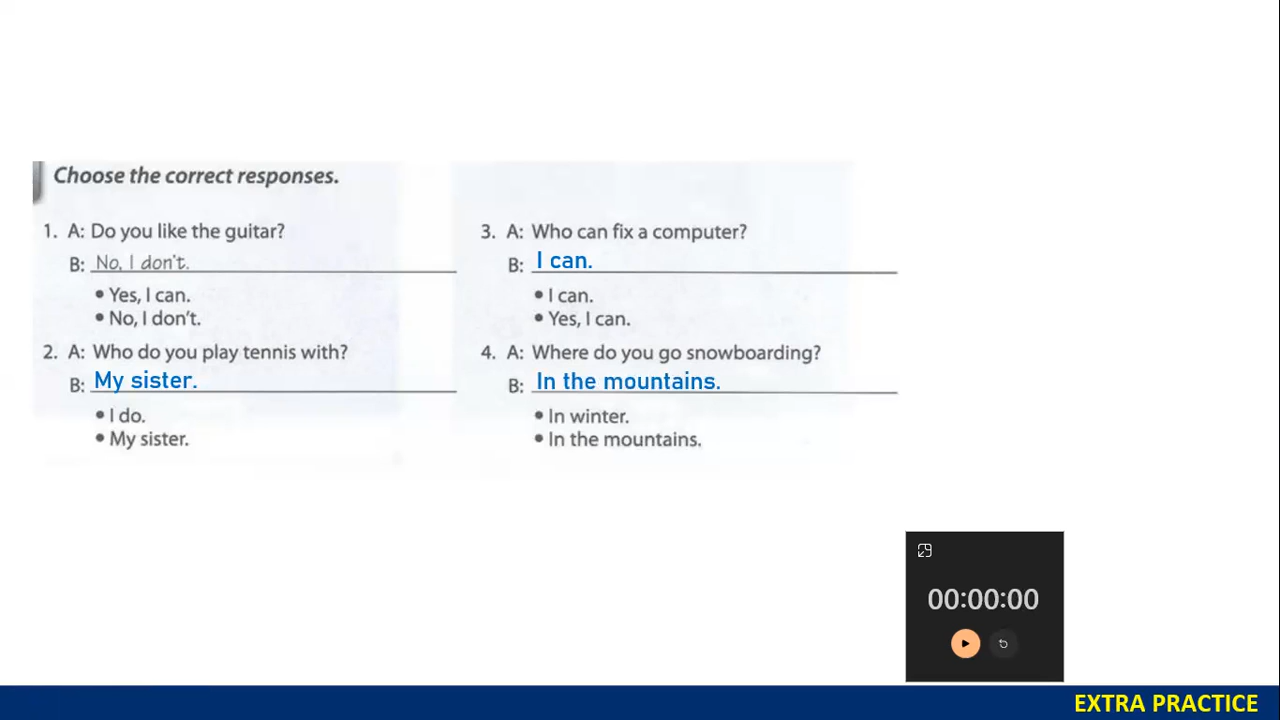 Choose the correct responses.
1. A: Do you like the guitar?
B: No, I don't.
• Yes, I can.
• No, I don't.
2. A: Who do you play tennis with?
B: My sister.
• I do.
• My sister.
3. A: Who can fix a computer?
B: I can.
• I can.
• Yes, I can.
4. A: Where do you go snowboarding?
B: In the mountains.
• In winter.
• In the mountains.
00:00:00
EXTRA PRACTICE